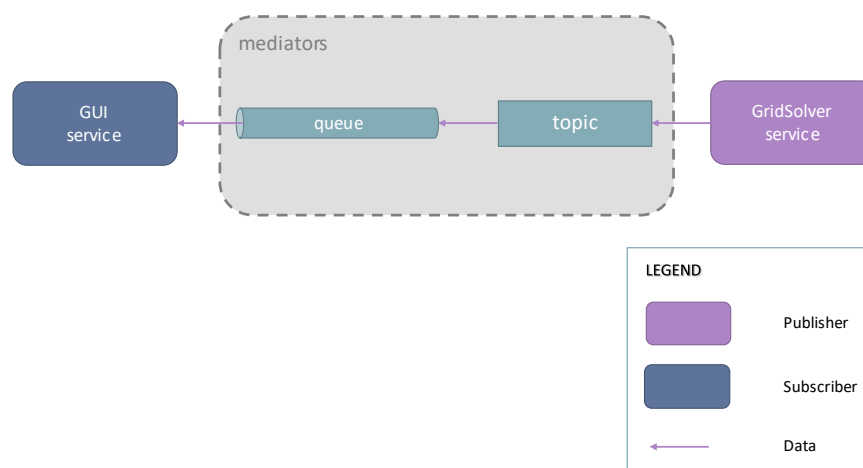 mediators
GUI
service
queue
topic
GridSolver
service
LEGEND
Publisher
Subscriber
Data